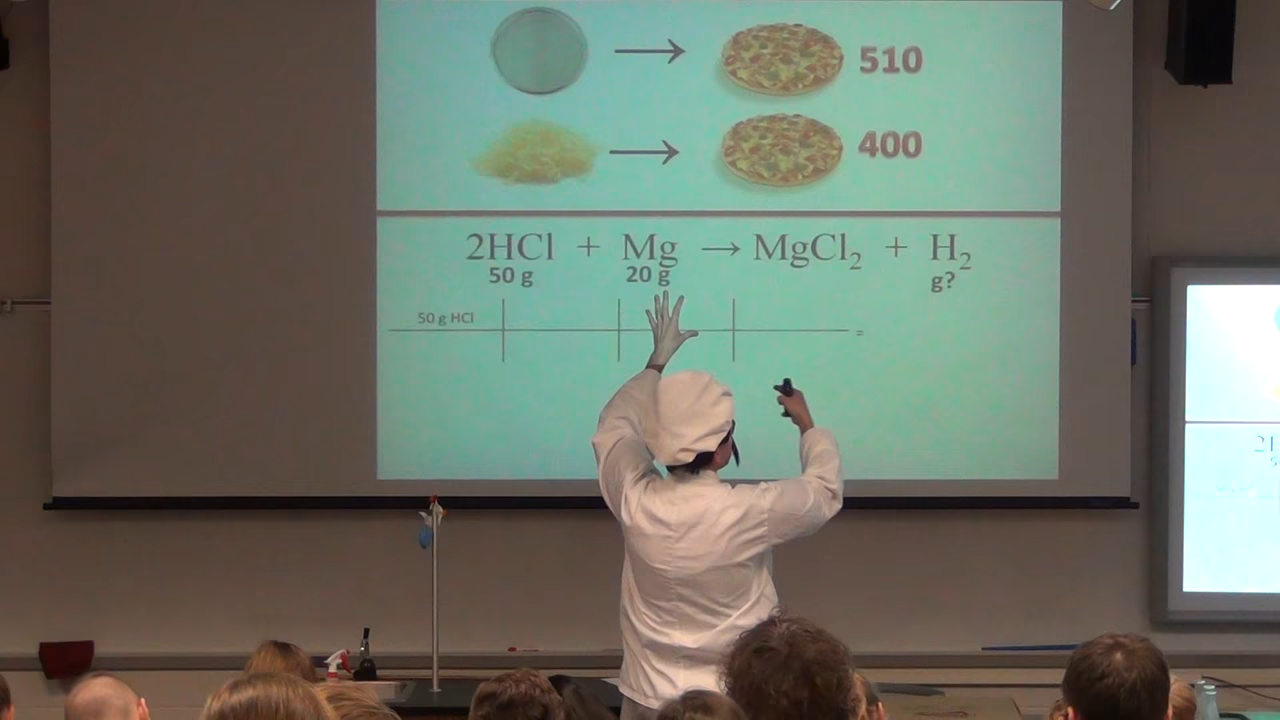 → 510
→ 400
2HCl + Mg → MgCl₂ + H₂
50 g 20 g g?
50 g HCl =